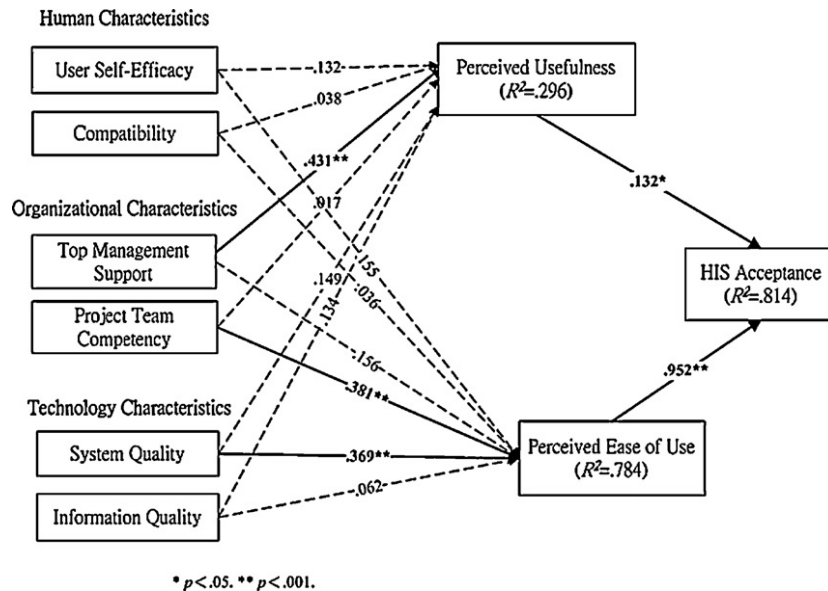 Human Characteristics
User Self-Efficacy
Compatibility
Organizational Characteristics
Top Management
Support
Project Team
Competency
Technology Characteristics
System Quality
Information Quality
.132
.038
.431**
.017
.155
.149
.036
.134
.156
.381**
.369**
.062
Perceived Usefulness
(R²=.296)
.132*
HIS Acceptance
(R²=.814)
.952**
Perceived Ease of Use
(R²=.784)
* p<.05. ** p<.001.